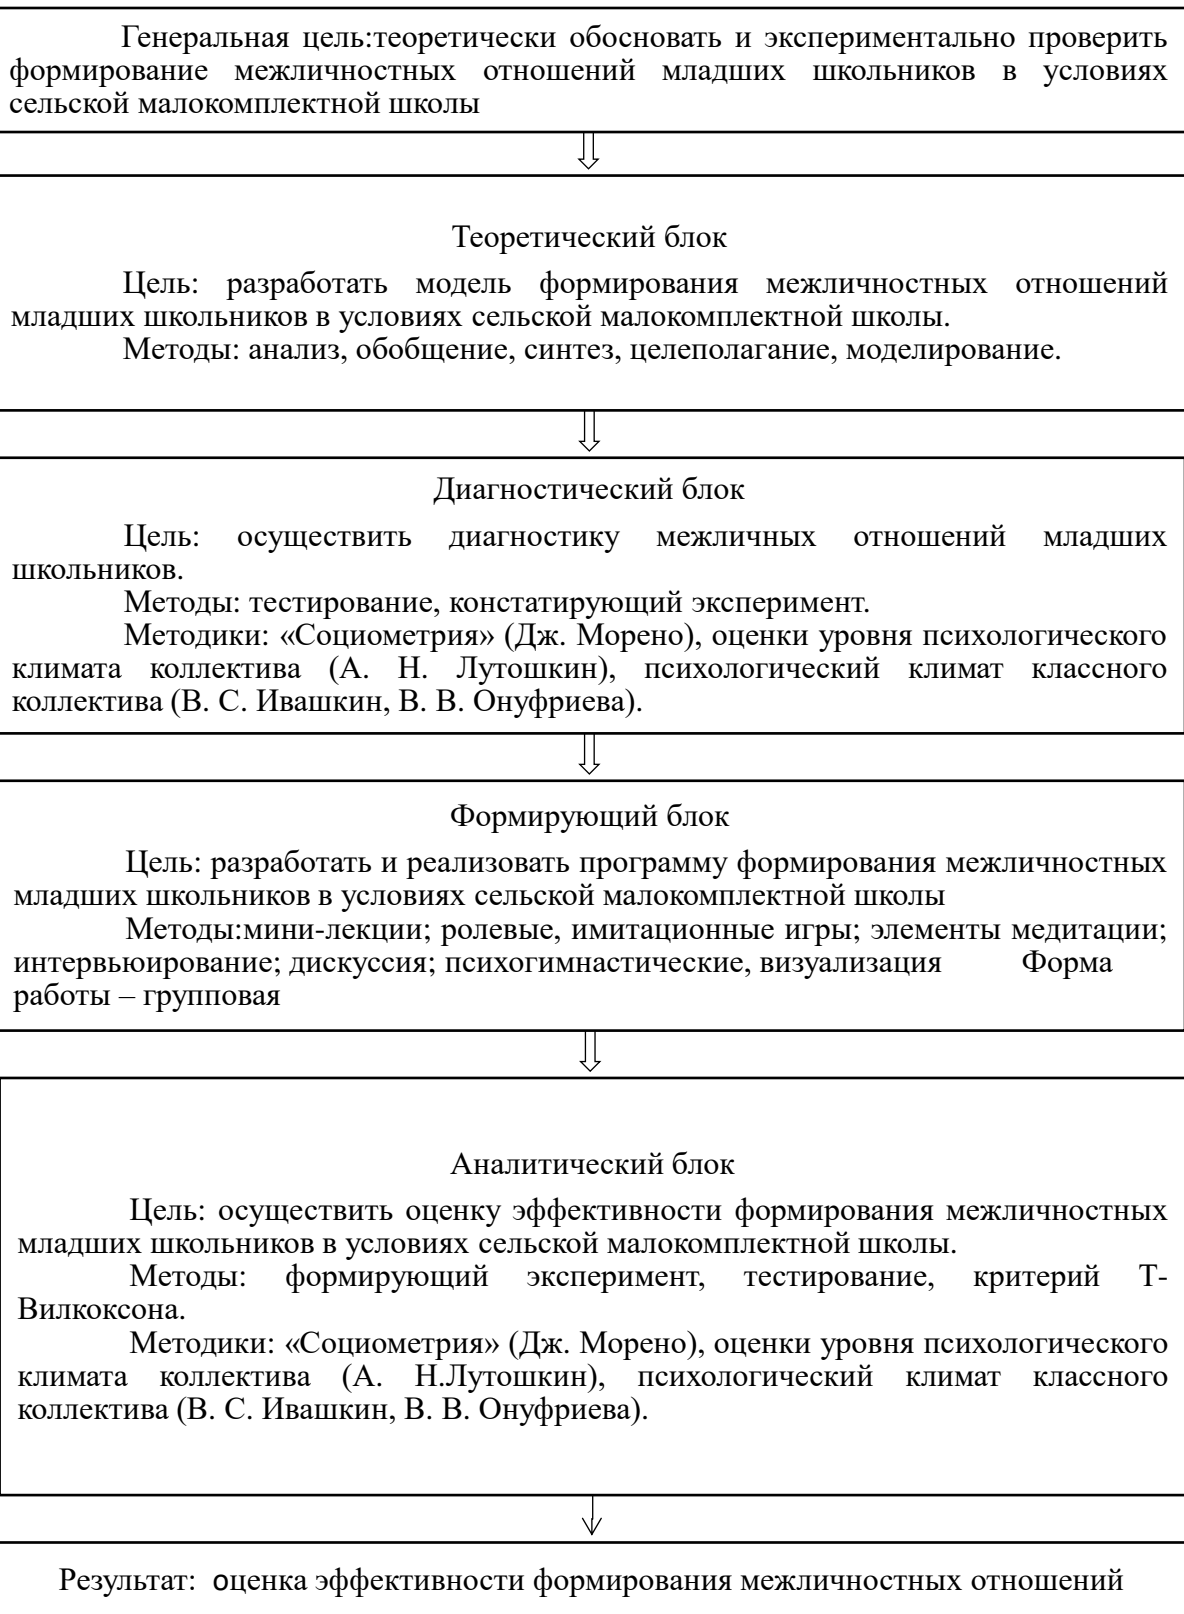 Генеральная цель:теоретически обосновать и экспериментально проверить
формирование межличностных отношений младших школьников в условиях
сельской малокомплектной школы
Теоретический блок
Цель: разработать модель формирования межличностных отношений
младших школьников в условиях сельской малокомплектной школы.
Методы: анализ, обобщение, синтез, целеполагание, моделирование.
Диагностический блок
Цель: осуществить диагностику межличных отношений младших
школьников.
Методы: тестирование, констатирующий эксперимент.
Методики: «Социометрия» (Дж. Морено), оценки уровня психологического
климата коллектива (А. Н. Лутошкин), психологический климат классного
коллектива (В. С. Ивашкин, В. В. Онуфриева).
Формирующий блок
Цель: разработать и реализовать программу формирования межличностных
младших школьников в условиях сельской малокомплектной школы
Методы:мини-лекции; ролевые, имитационные игры; элементы медитации;
интервьюирование; дискуссия; психогимнастические, визуализация Форма
работы – групповая
Аналитический блок
Цель: осуществить оценку эффективности формирования межличностных
младших школьников в условиях сельской малокомплектной школы.
Методы: формирующий эксперимент, тестирование, критерий Т-
Вилкоксона.
Методики: «Социометрия» (Дж. Морено), оценки уровня психологического
климата коллектива (А. Н.Лутошкин), психологический климат классного
коллектива (В. С. Ивашкин, В. В. Онуфриева).
Результат: оценка эффективности формирования межличностных отношений